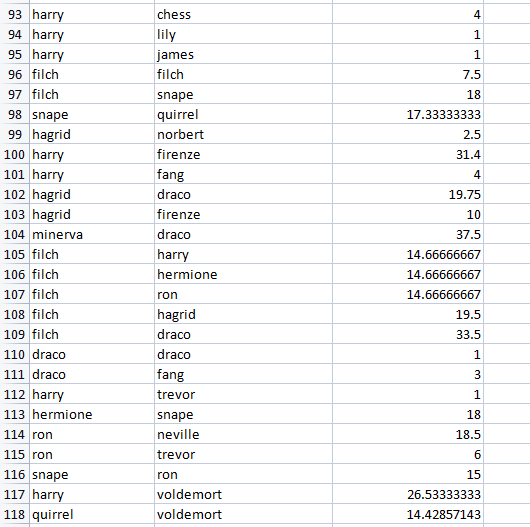 93 harry chess 4
94 harry lily 1
95 harry james 1
96 filch filch 7.5
97 filch snape 18
98 snape quirrel 17.33333333
99 hagrid norbert 2.5
100 harry firenze 31.4
101 harry fang 4
102 hagrid draco 19.75
103 hagrid firenze 10
104 minerva draco 37.5
105 filch harry 14.66666667
106 filch hermione 14.66666667
107 filch ron 14.66666667
108 filch hagrid 19.5
109 filch draco 33.5
110 draco draco 1
111 draco fang 3
112 harry trevor 1
113 hermione snape 18
114 ron neville 18.5
115 ron trevor 6
116 snape ron 15
117 harry voldemort 26.53333333
118 quirrel voldemort 14.42857143